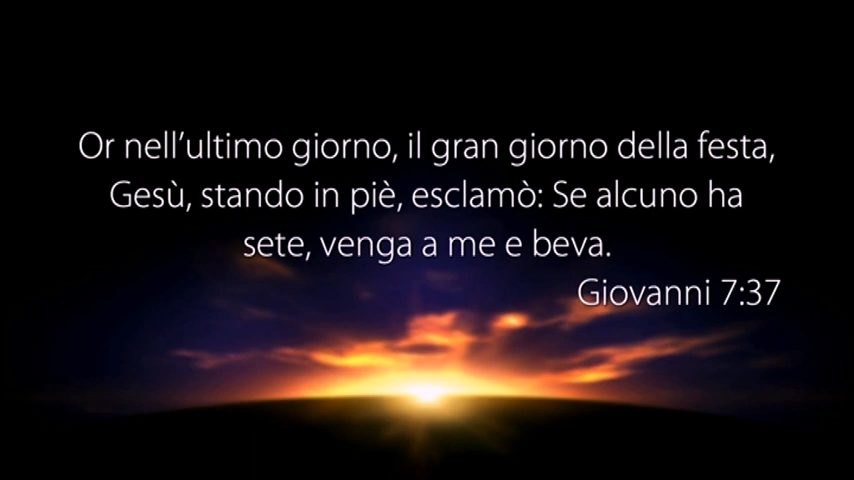 Or nell'ultimo giorno, il gran giorno della festa,
Gesù, stando in piè, esclamò: Se alcuno ha
sete, venga a me e beva.
Giovanni 7:37